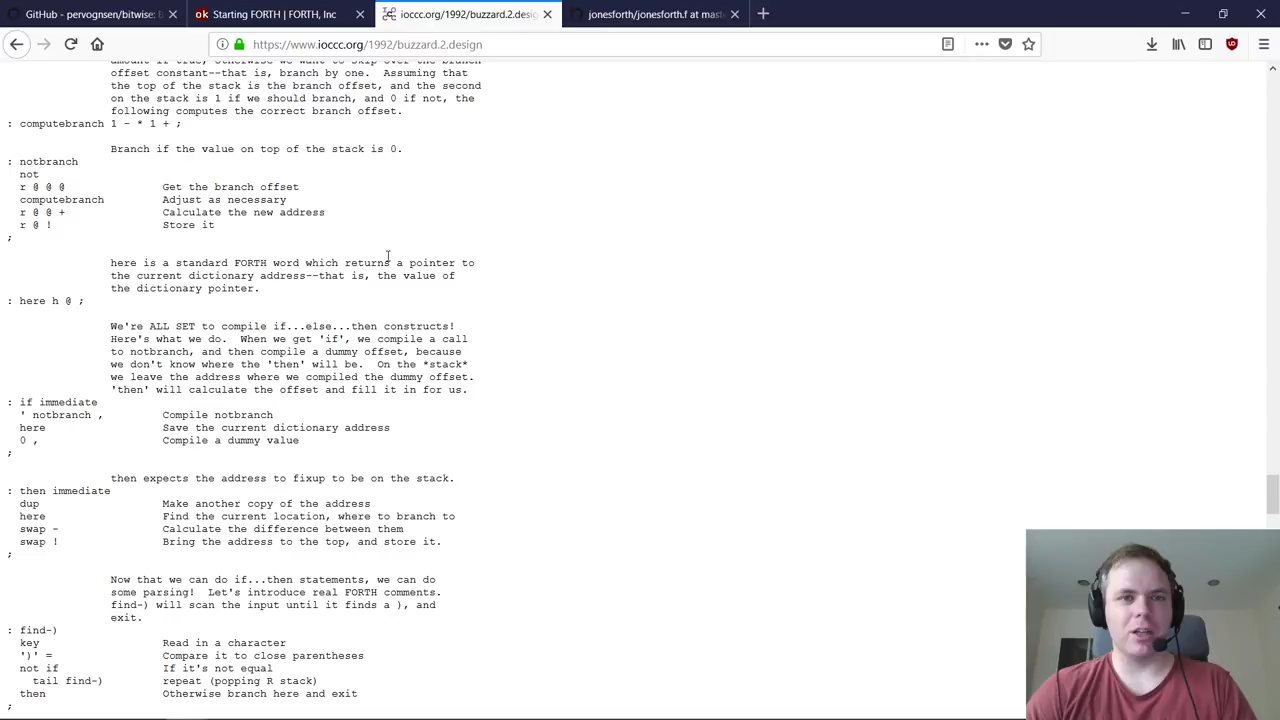 GitHub - pervognsen/bitwise: B
Starting FORTH | FORTH, Inc
ioccc.org/1992/buzzard.2.desig
jonesforth/jonesforth.f at mast
https://www.ioccc.org/1992/buzzard.2.design
amount if true, otherwise we want to skip over the branch
offset constant--that is, branch by one.  Assuming that
the top of the stack is the branch offset, and the second
on the stack is 1 if we should branch, and 0 if not, the
following computes the correct branch offset.
: computebranch 1 - * 1 + ;
Branch if the value on top of the stack is 0.
: notbranch
not
r @ @ @ Get the branch offset
computebranch Adjust as necessary
r @ @ + Calculate the new address
r @ ! Store it
;
here is a standard FORTH word which returns a pointer to
the current dictionary address--that is, the value of
the dictionary pointer.
: here h @ ;
We're ALL SET to compile if...else...then constructs!
Here's what we do.  When we get 'if', we compile a call
to notbranch, and then compile a dummy offset, because
we don't know where the 'then' will be.  On the *stack*
we leave the address where we compiled the dummy offset.
'then' will calculate the offset and fill it in for us.
: if immediate
' notbranch , Compile notbranch
here Save the current dictionary address
0 , Compile a dummy value
;
then expects the address to fixup to be on the stack.
: then immediate
dup Make another copy of the address
here Find the current location, where to branch to
swap - Calculate the difference between them
swap ! Bring the address to the top, and store it.
;
Now that we can do if...then statements, we can do
some parsing!  Let's introduce real FORTH comments.
find-) will scan the input until it finds a ), and
exit.
: find-)
key Read in a character
')' = Compare it to close parentheses
not if If it's not equal
tail find-) repeat (popping R stack)
then Otherwise branch here and exit
;